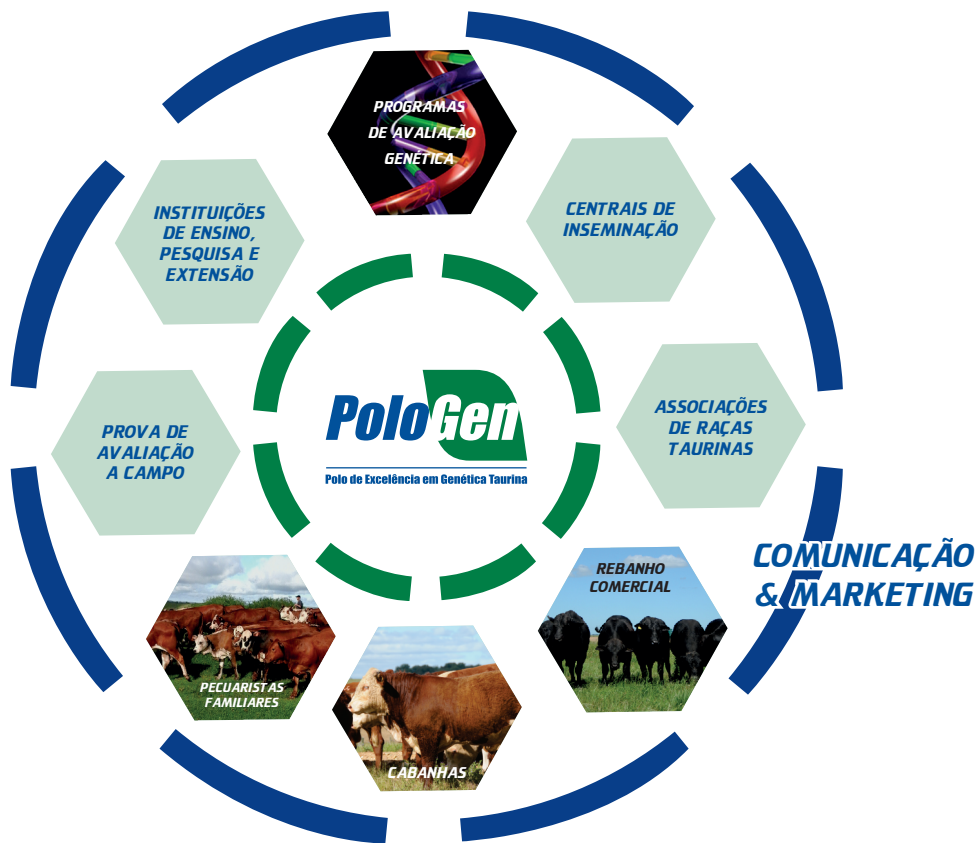 PROGRAMAS
DE AVALIAÇÃO
GENÉTICA
CENTRAIS DE
INSEMINAÇÃO
INSTITUIÇÕES
DE ENSINO,
PESQUISA E
EXTENSÃO
ASSOCIAÇÕES
DE RAÇAS
TAURINAS
PROVA DE
AVALIAÇÃO
A CAMPO
PoloGen
Polo de Excelência em Genética Taurina
COMUNICAÇÃO
& MARKETING
REBANHO
COMERCIAL
PECUARISTAS
FAMILIARES
CABANHAS